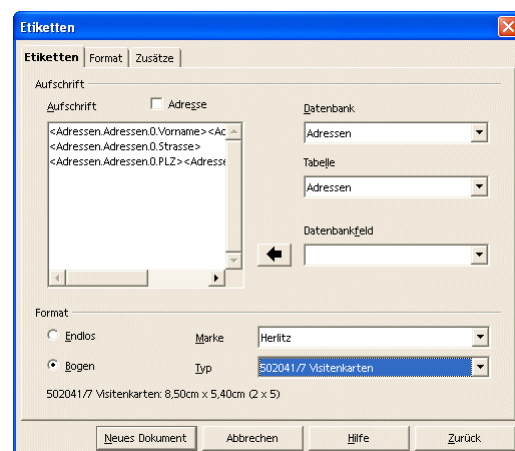 Etiketten
Etiketten Format Zusätze
Aufschrift
Aufschrift Adresse
<Adressen.Adressen.0.Vorname><Ac
<Adressen.Adressen.0.Strasse>
<Adressen.Adressen.0.PLZ><Adresse
Datenbank
Adressen
Tabelle
Adressen
Datenbankfeld
Format
Endlos Marke Herlitz
Bogen Typ 502041/7 Visitenkarten
502041/7 Visitenkarten: 8,50cm x 5,40cm (2 x 5)
Neues Dokument Abbrechen Hilfe Zurück